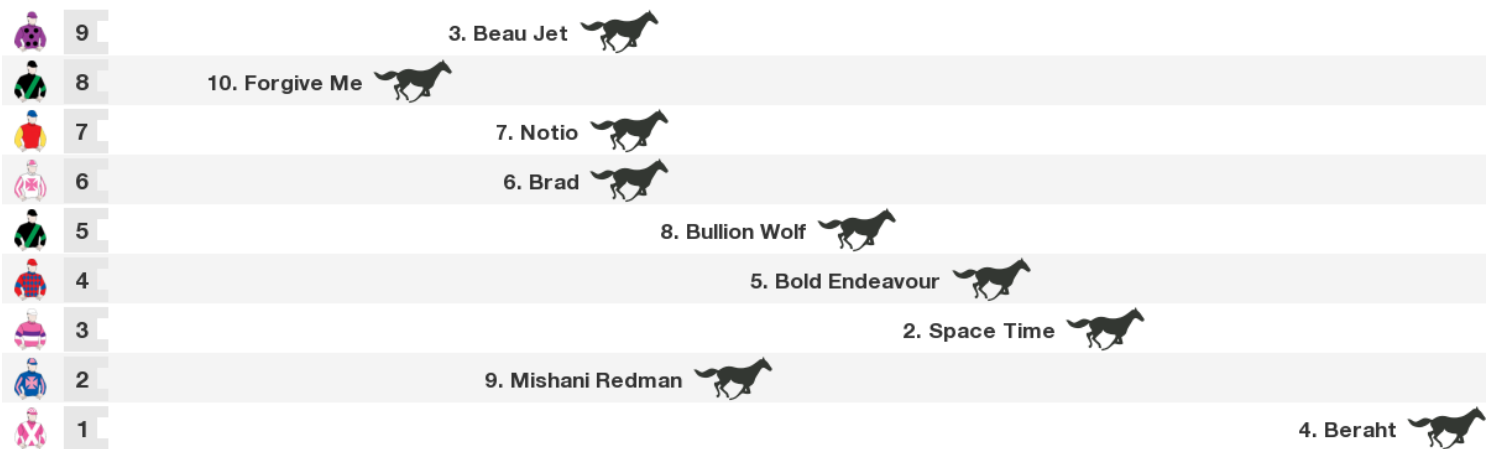 9 3. Beau Jet
8 10. Forgive Me
7 7. Notio
6 6. Brad
5 8. Bullion Wolf
4 5. Bold Endeavour
3 2. Space Time
2 9. Mishani Redman
1 4. Beraht